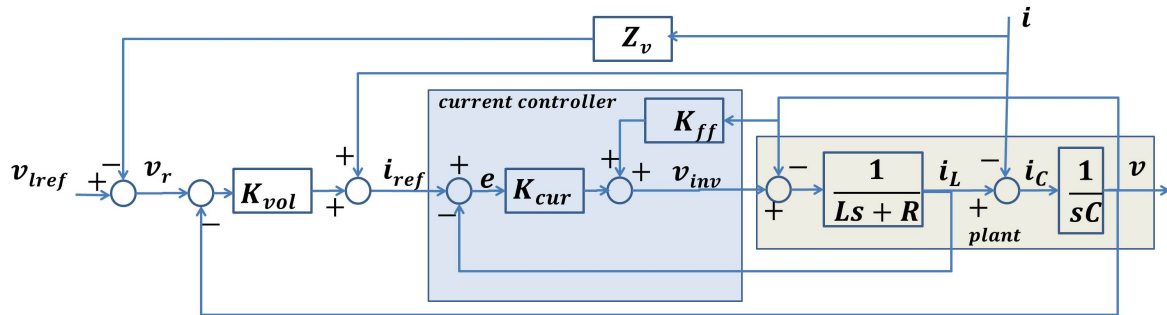 i
Z_v
current controller
K_ff
v_lref
+
−
v_r
−
K_vol
+
+
i_ref
+
−
e
K_cur
+
+
v_inv
+
−
1
Ls + R
i_L
−
+
i_C
1
sC
v
plant